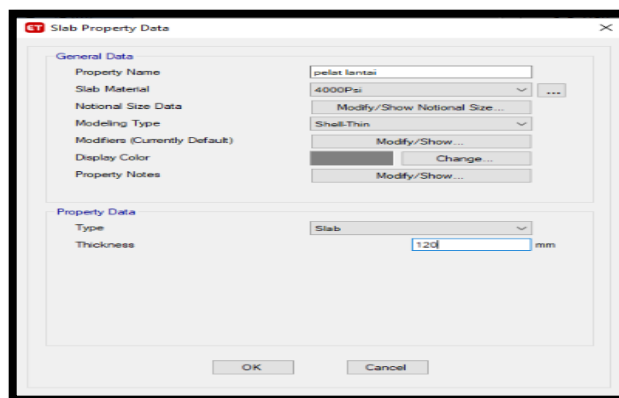 ET Slab Property Data
General Data
Property Name pelat lantai
Slab Material 4000Psi ...
Notional Size Data Modify/Show Notional Size...
Modeling Type Shell-Thin
Modifiers (Currently Default) Modify/Show...
Display Color Change...
Property Notes Modify/Show...
Property Data
Type Slab
Thickness 120 mm
OK Cancel